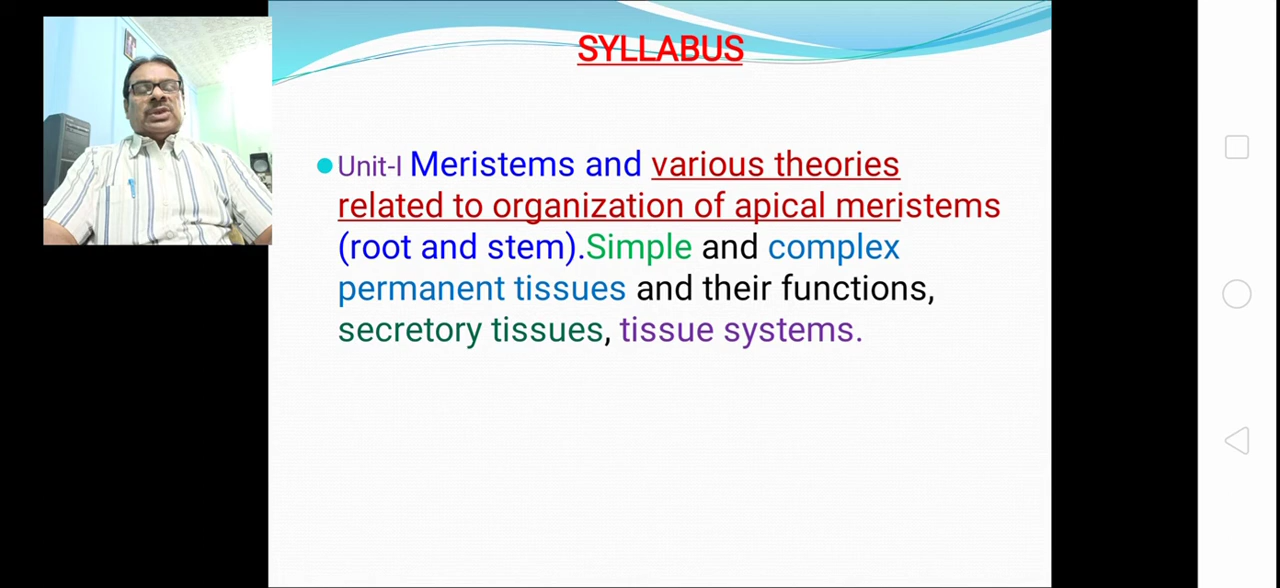 SYLLABUS
Unit-I Meristems and various theories
related to organization of apical meristems
(root and stem).Simple and complex
permanent tissues and their functions,
secretory tissues, tissue systems.